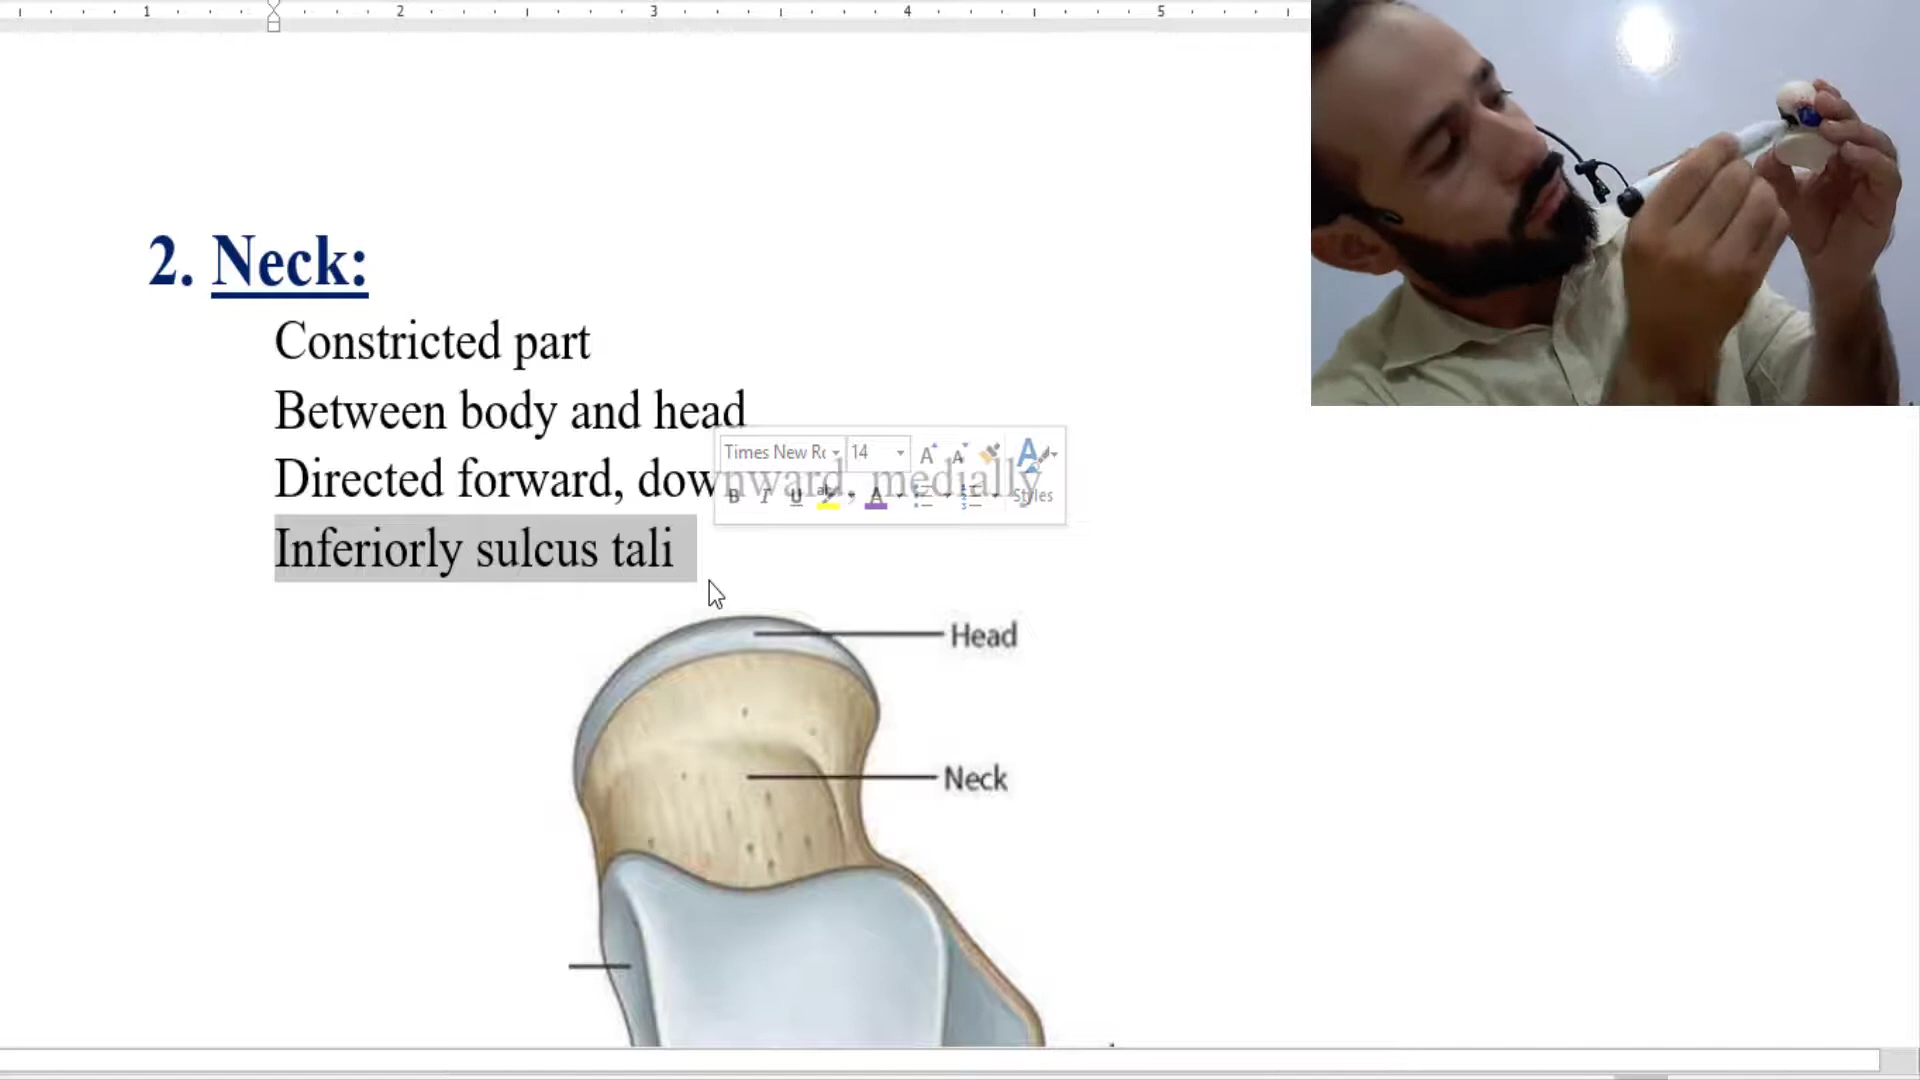 1 2 3 4 5
2. Neck:
Constricted part
Between body and head
Times New Ro 14 A A A
Directed forward, downward, medially
B I U ab A Styles
Inferiorly sulcus tali
Head
Neck